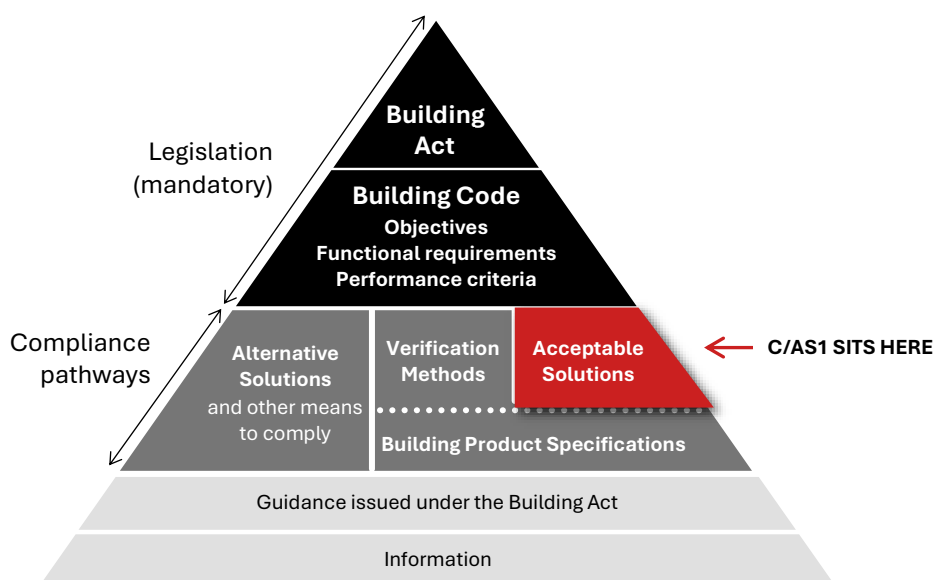 Building
Act
Legislation
(mandatory)
Building Code
Objectives
Functional requirements
Performance criteria
Compliance
pathways
Alternative
Solutions
and other means
to comply
Verification
Methods
Acceptable
Solutions
C/AS1 SITS HERE
Building Product Specifications
Guidance issued under the Building Act
Information